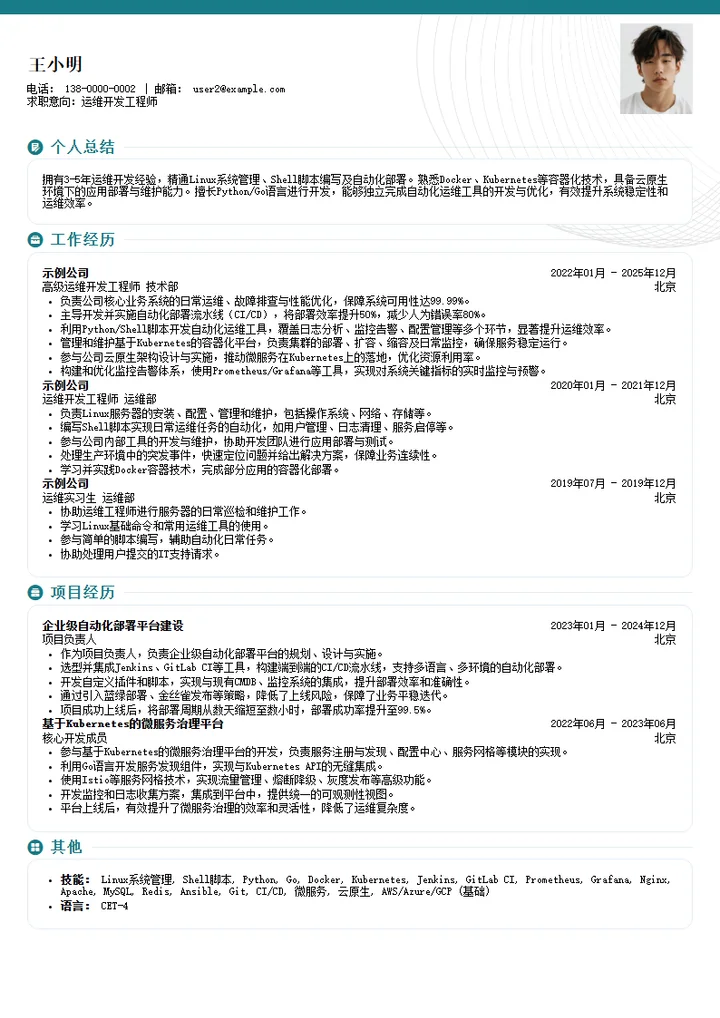 王小明
电话： 138-0000-0002 | 邮箱： user2@example.com
求职意向：运维开发工程师
个人总结
拥有3-5年运维开发经验，精通Linux系统管理、Shell脚本编写及自动化部署。熟悉Docker、Kubernetes等容器化技术，具备云原生
环境下的应用部署与维护能力。擅长Python/Go语言进行开发，能够独立完成自动化运维工具的开发与优化，有效提升系统稳定性和
运维效率。
工作经历
示例公司 2022年01月 - 2025年12月
高级运维开发工程师 技术部 北京
• 负责公司核心业务系统的日常运维、故障排查与性能优化，保障系统可用性达99.99%。
• 主导开发并实施自动化部署流水线（CI/CD），将部署效率提升50%，减少人为错误率80%。
• 利用Python/Shell脚本开发自动化运维工具，覆盖日志分析、监控告警、配置管理等多个环节，显著提升运维效率。
• 管理和维护基于Kubernetes的容器化平台，负责集群的部署、扩容、缩容及日常监控，确保服务稳定运行。
• 参与公司云原生架构设计与实施，推动微服务在Kubernetes上的落地，优化资源利用率。
• 构建和优化监控告警体系，使用Prometheus/Grafana等工具，实现对系统关键指标的实时监控与预警。
示例公司 2020年01月 - 2021年12月
运维开发工程师 运维部 北京
• 负责Linux服务器的安装、配置、管理和维护，包括操作系统、网络、存储等。
• 编写Shell脚本实现日常运维任务的自动化，如用户管理、日志清理、服务启停等。
• 参与公司内部工具的开发与维护，协助开发团队进行应用部署与测试。
• 处理生产环境中的突发事件，快速定位问题并给出解决方案，保障业务连续性。
• 学习并实践Docker容器技术，完成部分应用的容器化部署。
示例公司 2019年07月 - 2019年12月
运维实习生 运维部 北京
• 协助运维工程师进行服务器的日常巡检和维护工作。
• 学习Linux基础命令和常用运维工具的使用。
• 参与简单的脚本编写，辅助自动化日常任务。
• 协助处理用户提交的IT支持请求。
项目经历
企业级自动化部署平台建设 2023年01月 - 2024年12月
项目负责人 北京
• 作为项目负责人，负责企业级自动化部署平台的规划、设计与实施。
• 选型并集成Jenkins、GitLab CI等工具，构建端到端的CI/CD流水线，支持多语言、多环境的自动化部署。
• 开发自定义插件和脚本，实现与现有CMDB、监控系统的集成，提升部署效率和准确性。
• 通过引入蓝绿部署、金丝雀发布等策略，降低了上线风险，保障了业务平稳迭代。
• 项目成功上线后，将部署周期从数天缩短至数小时，部署成功率提升至99.5%。
基于Kubernetes的微服务治理平台 2022年06月 - 2023年06月
核心开发成员 北京
• 参与基于Kubernetes的微服务治理平台的开发，负责服务注册与发现、配置中心、服务网格等模块的实现。
• 利用Go语言开发服务发现组件，实现与Kubernetes API的无缝集成。
• 使用Istio等服务网格技术，实现流量管理、熔断降级、灰度发布等高级功能。
• 开发监控和日志收集方案，集成到平台中，提供统一的可观测性视图。
• 平台上线后，有效提升了微服务治理的效率和灵活性，降低了运维复杂度。
其他
• 技能： Linux系统管理, Shell脚本, Python, Go, Docker, Kubernetes, Jenkins, GitLab CI, Prometheus, Grafana, Nginx,
Apache, MySQL, Redis, Ansible, Git, CI/CD, 微服务, 云原生, AWS/Azure/GCP (基础)
• 语言： CET-4